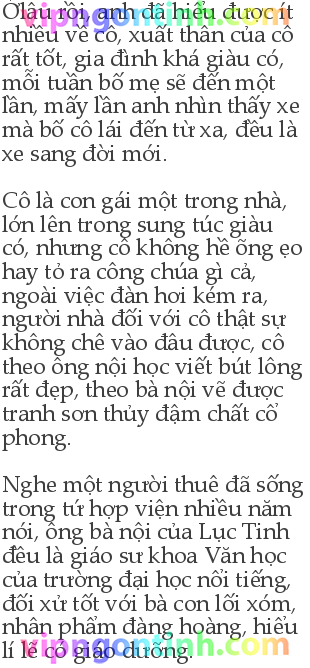 Ở lâu rồi, anh đã hiểu được ít
nhiều về cô, xuất thân của cô
rất tốt, gia đình khá giàu có,
mỗi tuần bố mẹ sẽ đến một
lần, mấy lần anh nhìn thấy xe
mà bố cô lái đến từ xa, đều là
xe sang đời mới.
Cô là con gái một trong nhà,
lớn lên trong sung túc giàu
có, nhưng cô không hề õng ẹo
hay tỏ ra công chúa gì cả,
ngoài việc đàn hơi kém ra,
người nhà đối với cô thật sự
không chê vào đâu được, cô
theo ông nội học viết bút lông
rất đẹp, theo bà nội vẽ được
tranh sơn thủy đậm chất cổ
phong.
Nghe một người thuê đã sống
trong tứ hợp viện nhiều năm
nói, ông bà nội của Lục Tinh
đều là giáo sư khoa Văn học
của trường đại học nổi tiếng,
đối xử tốt với bà con lối xóm,
nhân phẩm đàng hoàng, hiểu
lí lẽ có giáo dưỡng.
vipngontinh.com vipngontinh.com
vipngontinh.com vipngontinh.com